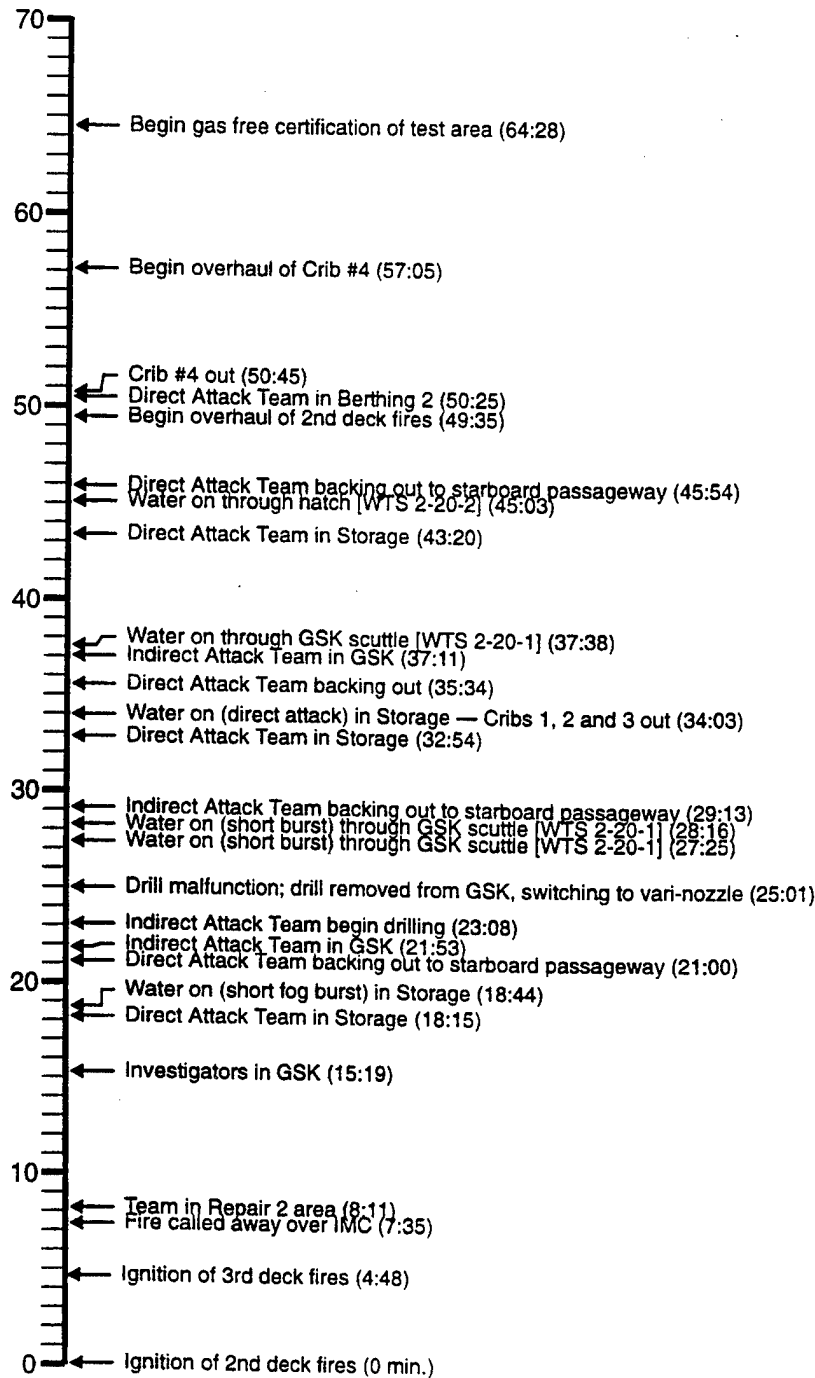 70
Begin gas free certification of test area (64:28)
60
Begin overhaul of Crib #4 (57:05)
Crib #4 out (50:45)
Direct Attack Team in Berthing 2 (50:25)
50
Begin overhaul of 2nd deck fires (49:35)
Direct Attack Team backing out to starboard passageway (45:54)
Water on through hatch [WTS 2-20-2] (45:03)
Direct Attack Team in Storage (43:20)
40
Water on through GSK scuttle [WTS 2-20-1] (37:38)
Indirect Attack Team in GSK (37:11)
Direct Attack Team backing out (35:34)
Water on (direct attack) in Storage — Cribs 1, 2 and 3 out (34:03)
Direct Attack Team in Storage (32:54)
30
Indirect Attack Team backing out to starboard passageway (29:13)
Water on (short burst) through GSK scuttle [WTS 2-20-1] (28:16)
Water on (short burst) through GSK scuttle [WTS 2-20-1] (27:25)
Drill malfunction; drill removed from GSK, switching to vari-nozzle (25:01)
Indirect Attack Team begin drilling (23:08)
Indirect Attack Team in GSK (21:53)
Direct Attack Team backing out to starboard passageway (21:00)
20
Water on (short fog burst) in Storage (18:44)
Direct Attack Team in Storage (18:15)
Investigators in GSK (15:19)
10
Team in Repair 2 area (8:11)
Fire called away over IMC (7:35)
Ignition of 3rd deck fires (4:48)
Ignition of 2nd deck fires (0 min.)
0